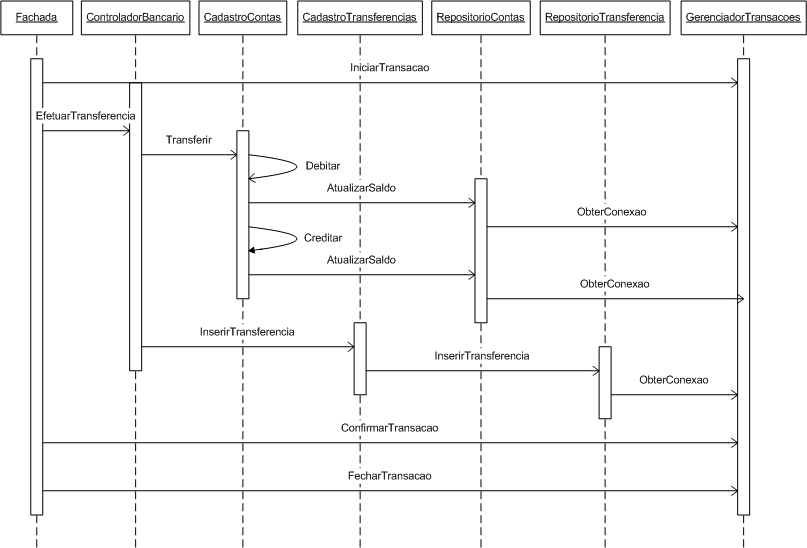 Fachada
ControladorBancario
CadastroContas
CadastroTransferencias
RepositorioContas
RepositorioTransferencia
GerenciadorTransacoes
IniciarTransacao
EfetuarTransferencia
Transferir
Debitar
AtualizarSaldo
ObterConexao
Creditar
AtualizarSaldo
ObterConexao
InserirTransferencia
InserirTransferencia
ObterConexao
ConfirmarTransacao
FecharTransacao